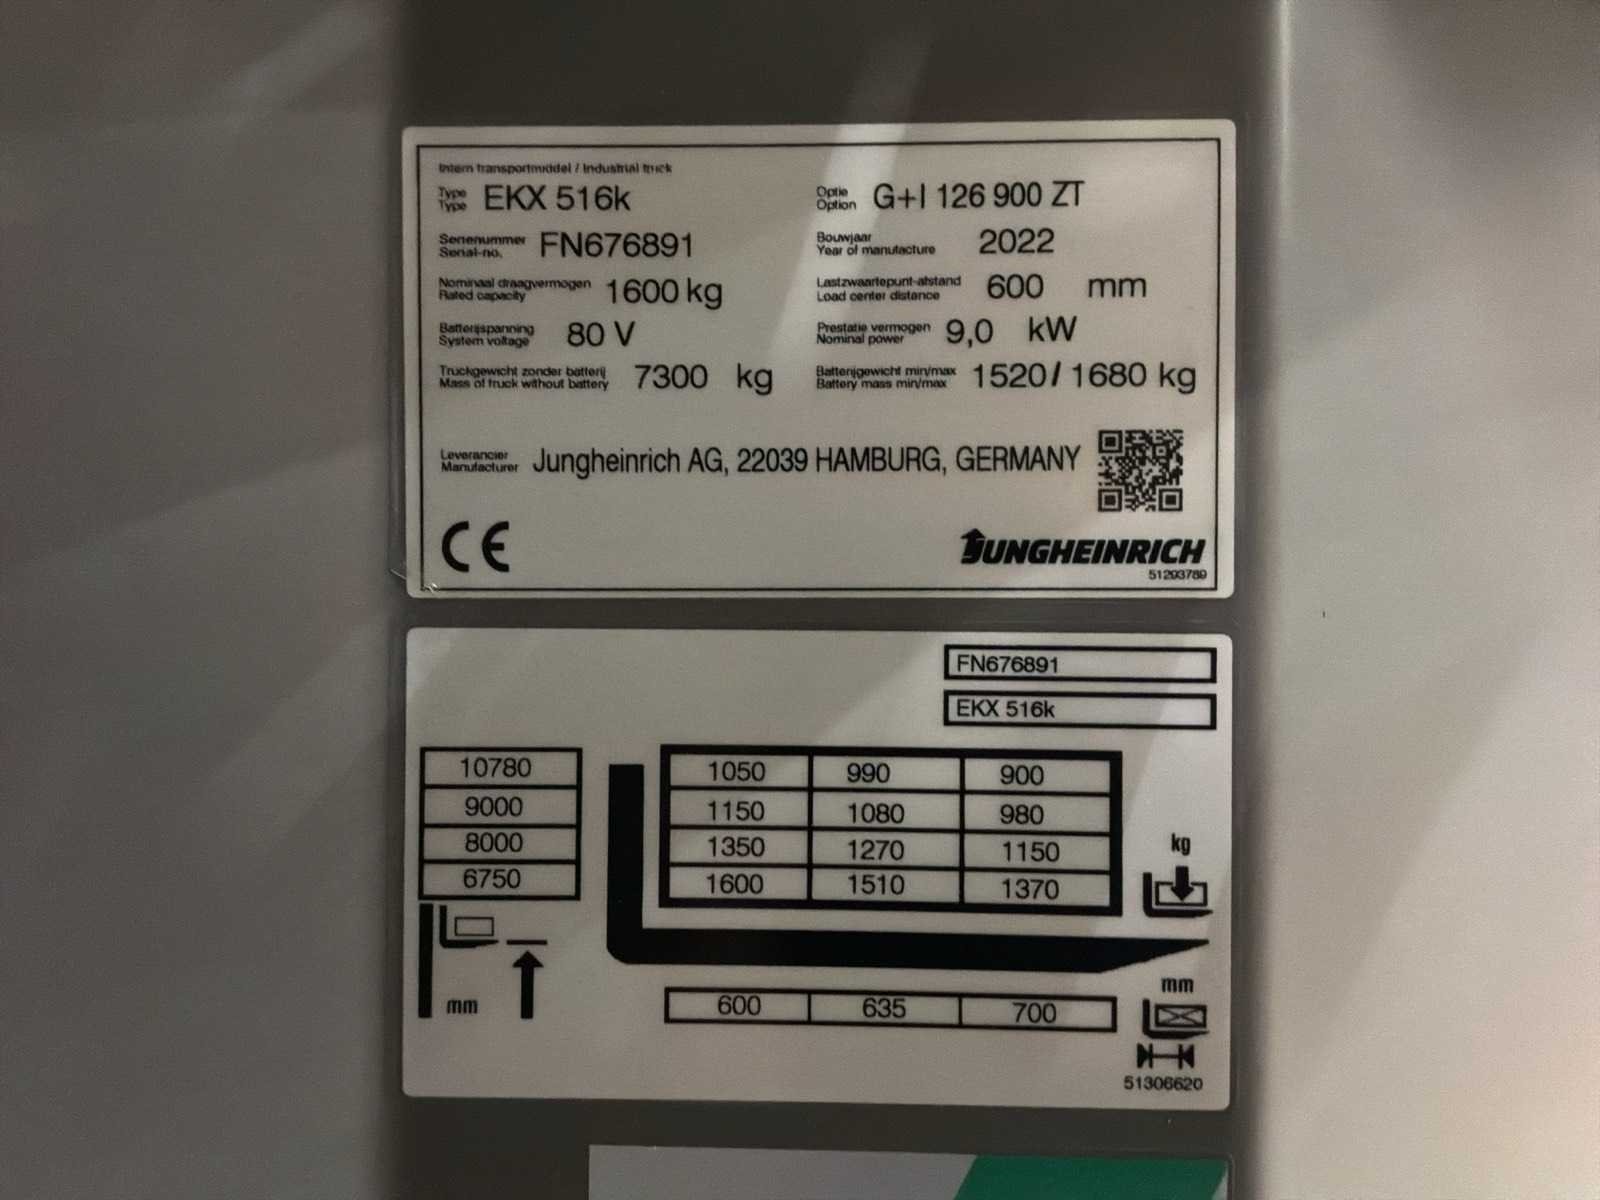 Intern transportmiddel / Industrial truck
Type EKX 516k Optie G+I 126 900 ZT
Type Option
Serienummer FN676891 Bouwjaar 2022
Serial-no. Year of manufacture
Nominaal draagvermogen 1600 kg Lastzwaartepunt-afstand 600 mm
Rated capacity Load center distance
Batterijspanning 80 V Prestatie vermogen 9,0 kW
System voltage Nominal power
Truckgewicht zonder batterij 7300 kg Batterijgewicht min/max 1520/1680 kg
Mass of truck without battery Battery mass min/max
Leverancier Jungheinrich AG, 22039 HAMBURG, GERMANY
Manufacturer
CE JUNGHEINRICH
51293789
FN676891
EKX 516k
10780 1050 990 900
9000 1150 1080 980
8000 1350 1270 1150
6750 1600 1510 1370
kg
mm
mm
600 635 700
51306620